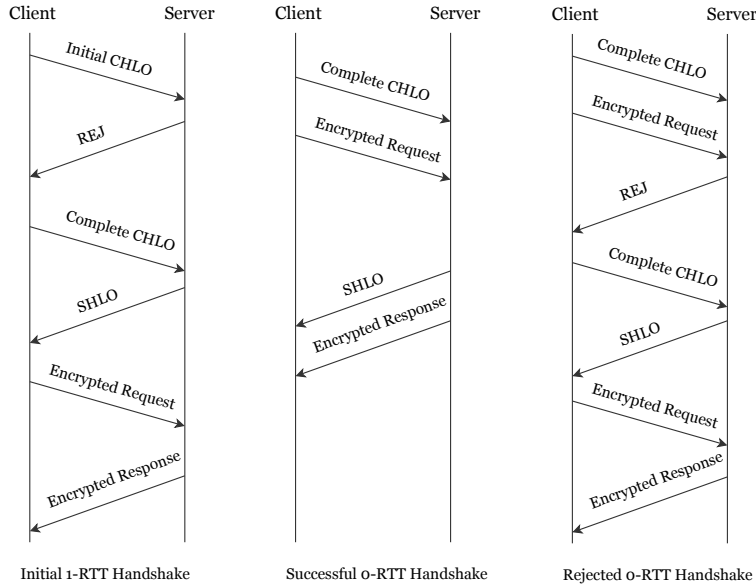 Client Server
Initial CHLO
REJ
Complete CHLO
SHLO
Encrypted Request
Encrypted Response
Initial 1-RTT Handshake
Client Server
Complete CHLO
Encrypted Request
SHLO
Encrypted Response
Successful 0-RTT Handshake
Client Server
Complete CHLO
Encrypted Request
REJ
Complete CHLO
SHLO
Encrypted Request
Encrypted Response
Rejected 0-RTT Handshake